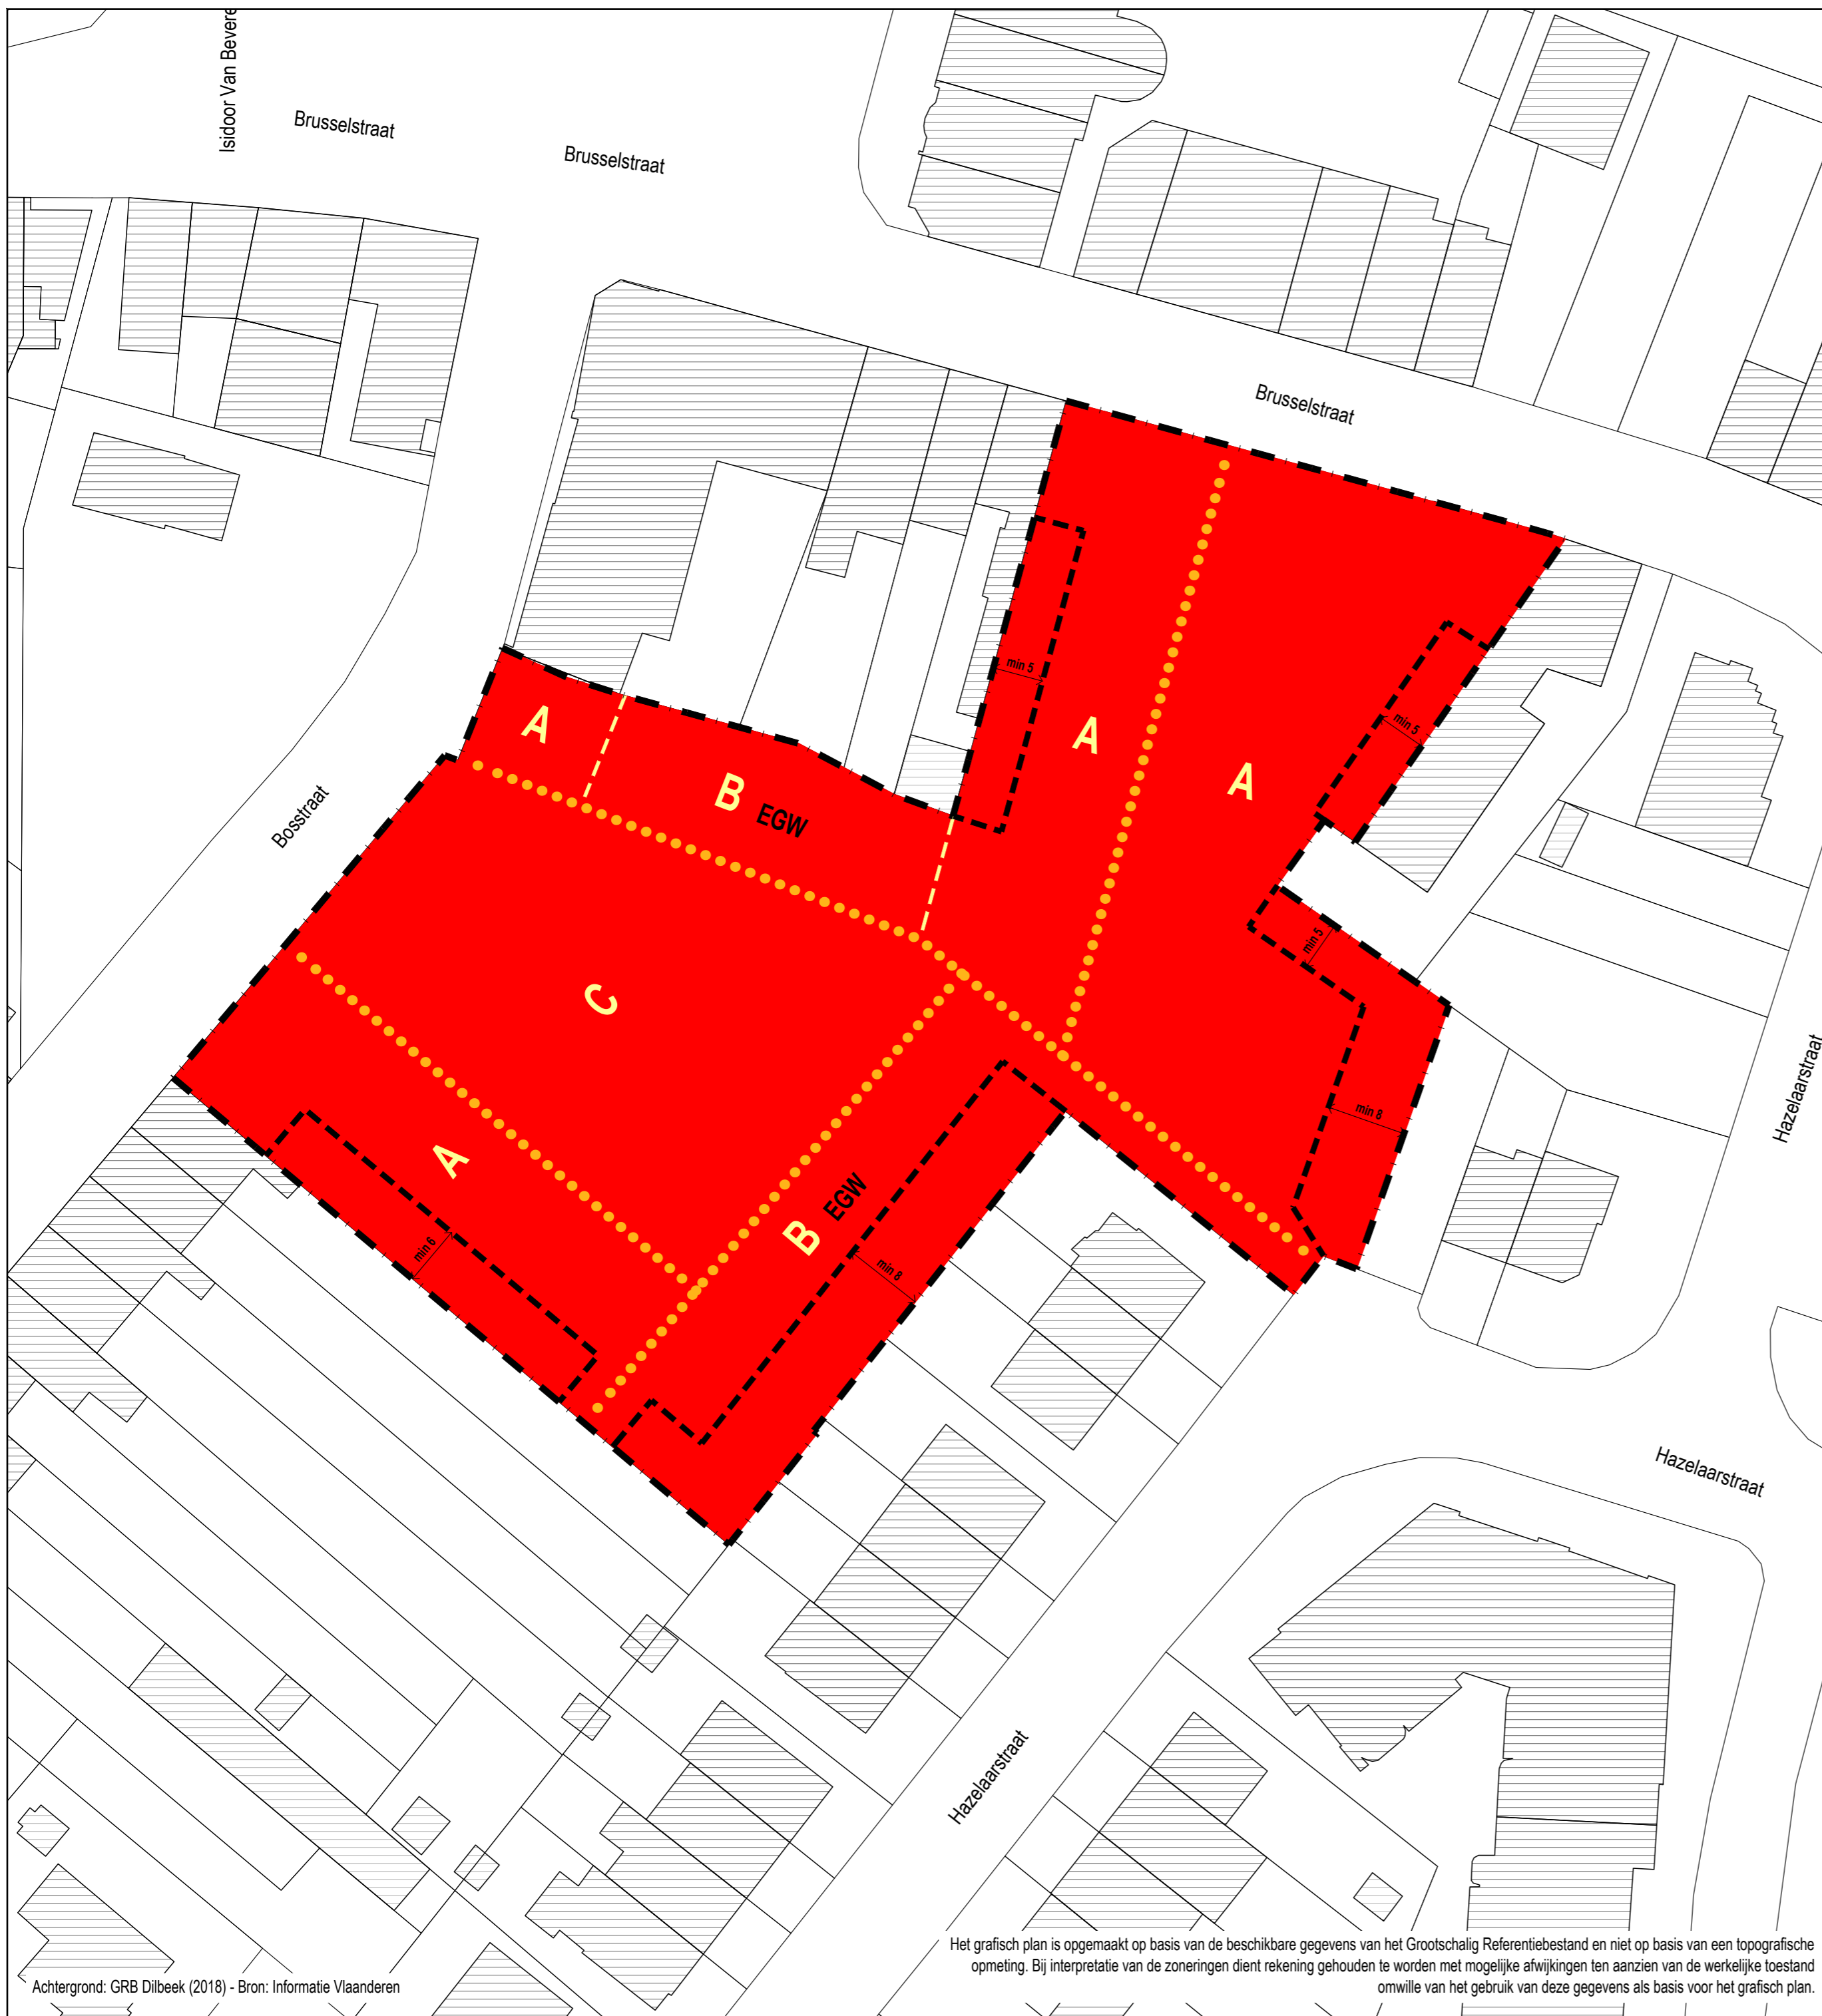 Isidoor Van Bevere
Brusselstraat
Brusselstraat
Brusselstraat
min 5
A
A
min 5
A
B EGW
Bosstraat
min 5
C
Hazelaarstraat
min 8
A
B EGW
min 6
min 8
Hazelaarstraat
Hazelaarstraat
Het grafisch plan is opgemaakt op basis van de beschikbare gegevens van het Grootschalig Referentiebestand en niet op basis van een topografische
opmeting. Bij interpretatie van de zoneringen dient rekening gehouden te worden met mogelijke afwijkingen ten aanzien van de werkelijke toestand
omwille van het gebruik van deze gegevens als basis voor het grafisch plan.
Achtergrond: GRB Dilbeek (2018) - Bron: Informatie Vlaanderen